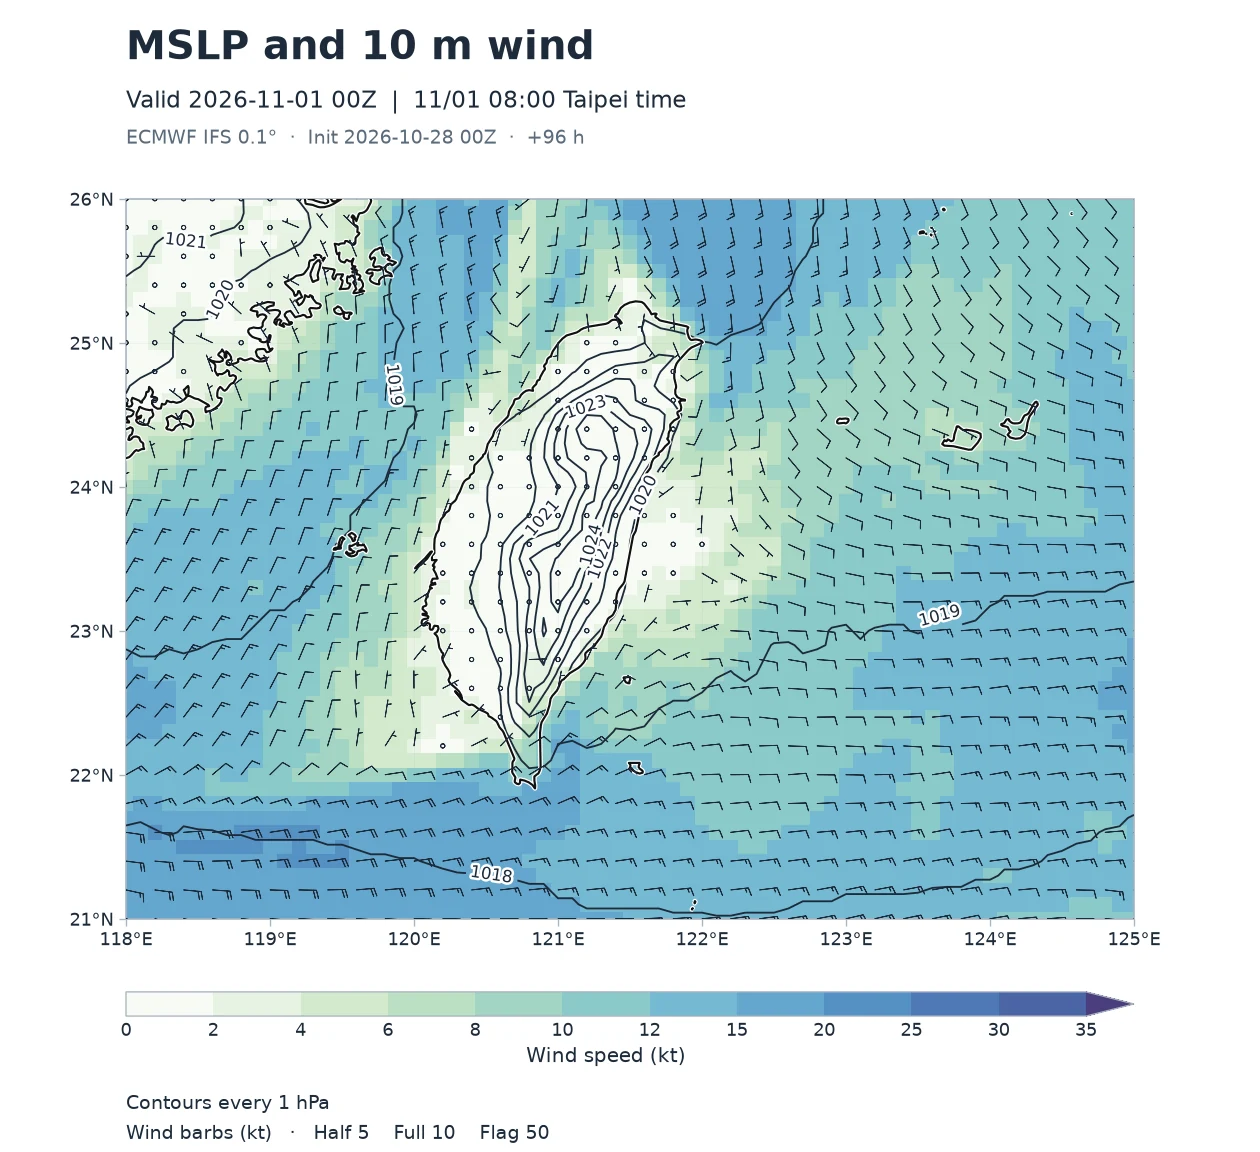 MSLP and 10 m wind
Valid 2026-11-01 00Z | 11/01 08:00 Taipei time
ECMWF IFS 0.1° · Init 2026-10-28 00Z · +96 h
26°N
25°N
24°N
23°N
22°N
21°N
1021
1020
1019
1023
1020
1021
1024
1022
1019
1018
118°E 119°E 120°E 121°E 122°E 123°E 124°E 125°E
0 2 4 6 8 10 12 15 20 25 30 35
Wind speed (kt)
Contours every 1 hPa
Wind barbs (kt) · Half 5 Full 10 Flag 50